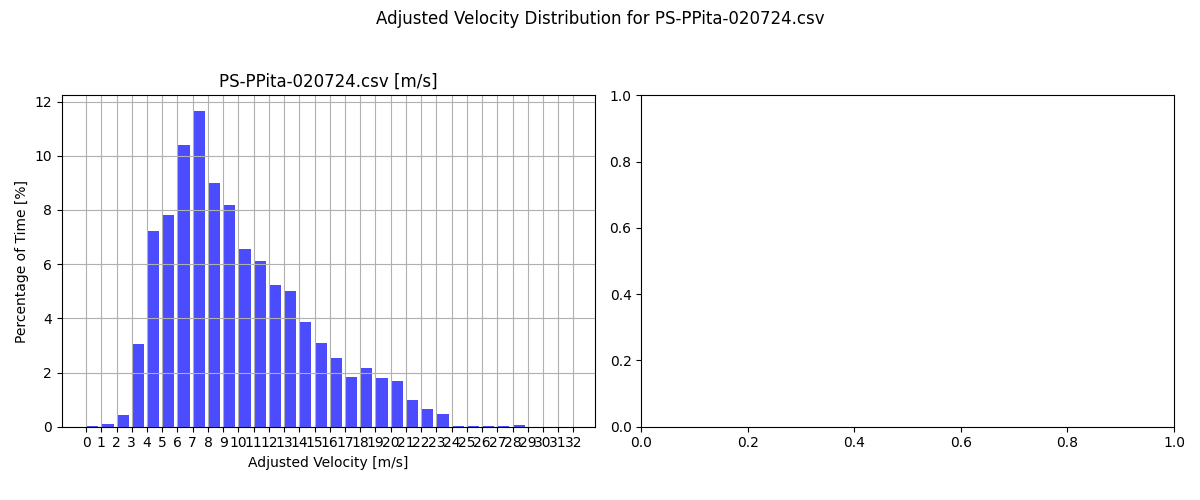 Adjusted Velocity Distribution for PS-PPita-020724.csv
PS-PPita-020724.csv [m/s]
Percentage of Time [%]
12
10
8
6
4
2
0
0 1 2 3 4 5 6 7 8 9 10 11 12 13 14 15 16 17 18 19 20 21 22 23 24 25 26 27 28 29 30 31 32
Adjusted Velocity [m/s]
1.0
0.8
0.6
0.4
0.2
0.0
0.0 0.2 0.4 0.6 0.8 1.0